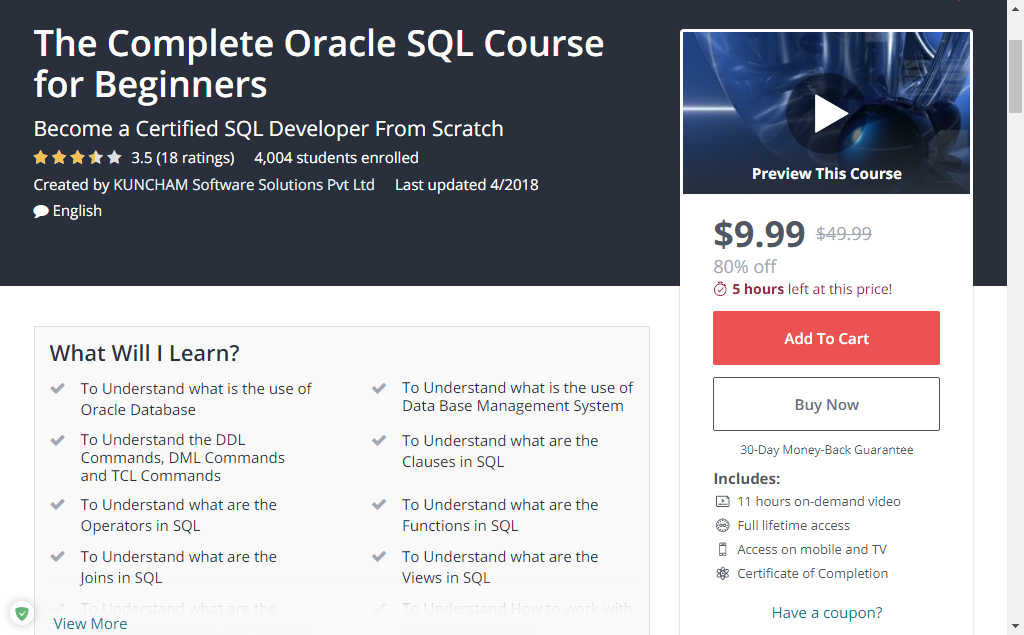 The Complete Oracle SQL Course
for Beginners
Become a Certified SQL Developer From Scratch
3.5 (18 ratings) 4,004 students enrolled
Created by KUNCHAM Software Solutions Pvt Ltd Last updated 4/2018
English
Preview This Course
$9.99 $49.99
80% off
5 hours left at this price!
Add To Cart
Buy Now
30-Day Money-Back Guarantee
Includes:
11 hours on-demand video
Full lifetime access
Access on mobile and TV
Certificate of Completion
Have a coupon?
What Will I Learn?
To Understand what is the use of
Oracle Database
To Understand what is the use of
Data Base Management System
To Understand the DDL
Commands, DML Commands
and TCL Commands
To Understand what are the
Clauses in SQL
To Understand what are the
Operators in SQL
To Understand what are the
Functions in SQL
To Understand what are the
Joins in SQL
To Understand what are the
Views in SQL
To Understand what are the
To Understand How to work with
View More